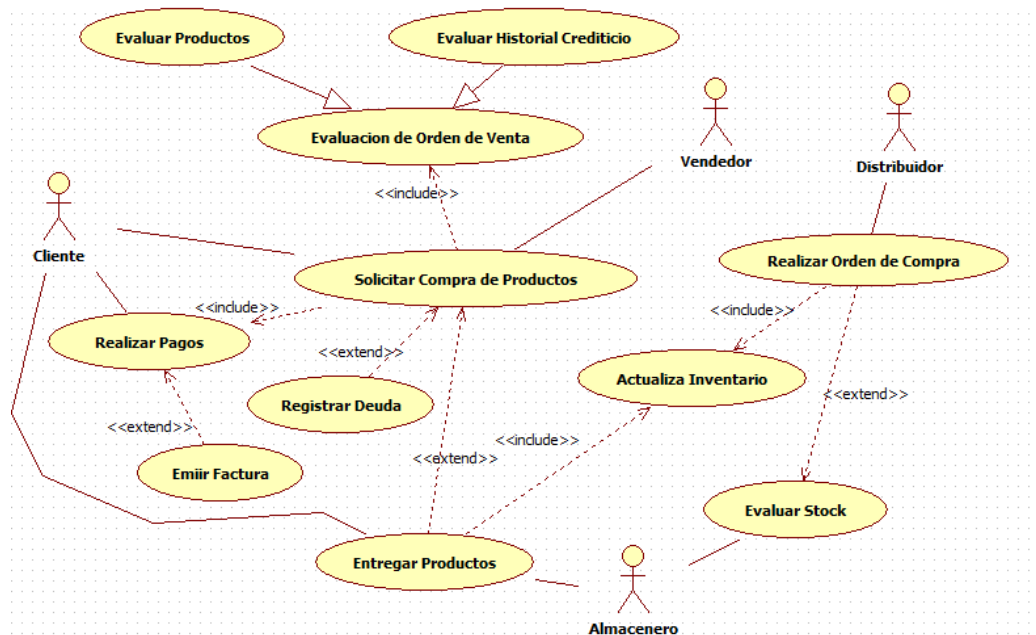 Evaluar Productos
Evaluar Historial Crediticio
Evaluacion de Orden de Venta
Vendedor
Distribuidor
<<include>>
Cliente
Solicitar Compra de Productos
Realizar Orden de Compra
<<include>>
<<include>>
Realizar Pagos
<<extend>>
Actualiza Inventario
Registrar Deuda
<<extend>>
<<extend>>
<<include>>
<<extend>>
Emiir Factura
Evaluar Stock
Entregar Productos
Almacenero